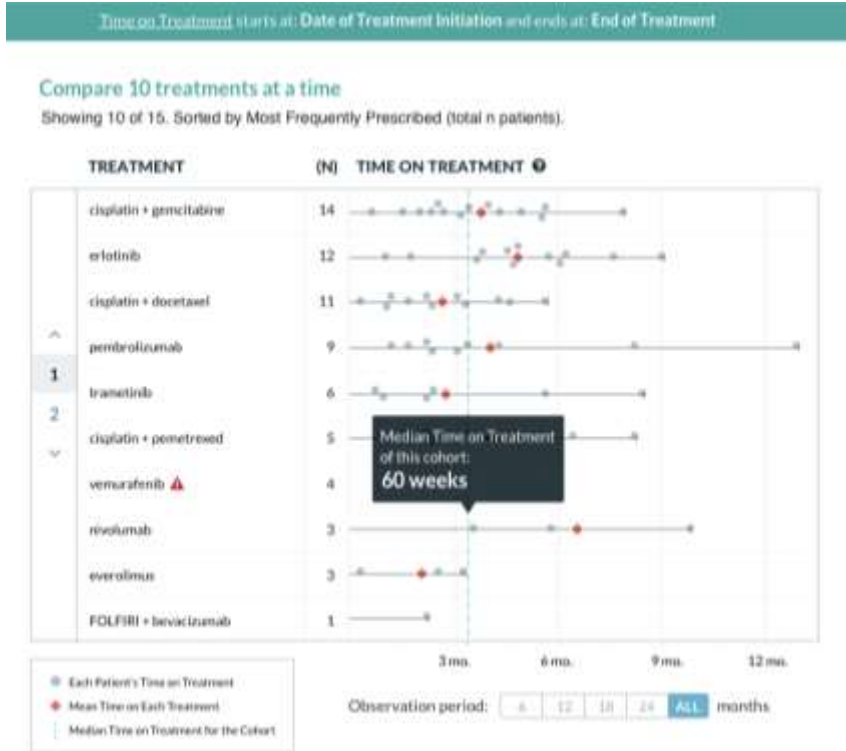 Time on Treatment starts at: Date of Treatment Initiation and ends at: End of Treatment
Compare 10 treatments at a time
Showing 10 of 15. Sorted by Most Frequently Prescribed (total n patients).
TREATMENT (N) TIME ON TREATMENT ?
cisplatin + gemcitabine 14
erlotinib 12
cisplatin + docetaxel 11
pembrolizumab 9
1
trametinib 6
2
cisplatin + pemetrexed 5
Median Time on Treatment
of this cohort:
60 weeks
vemurafenib 4
nivolumab 3
everolimus 3
FOLFIRI + bevacizumab 1
3 mo. 6 mo. 9 mo. 12 mo.
Each Patient's Time on Treatment
Mean Time on Each Treatment
Median Time on Treatment for the Cohort
Observation period: 6 12 18 24 ALL months